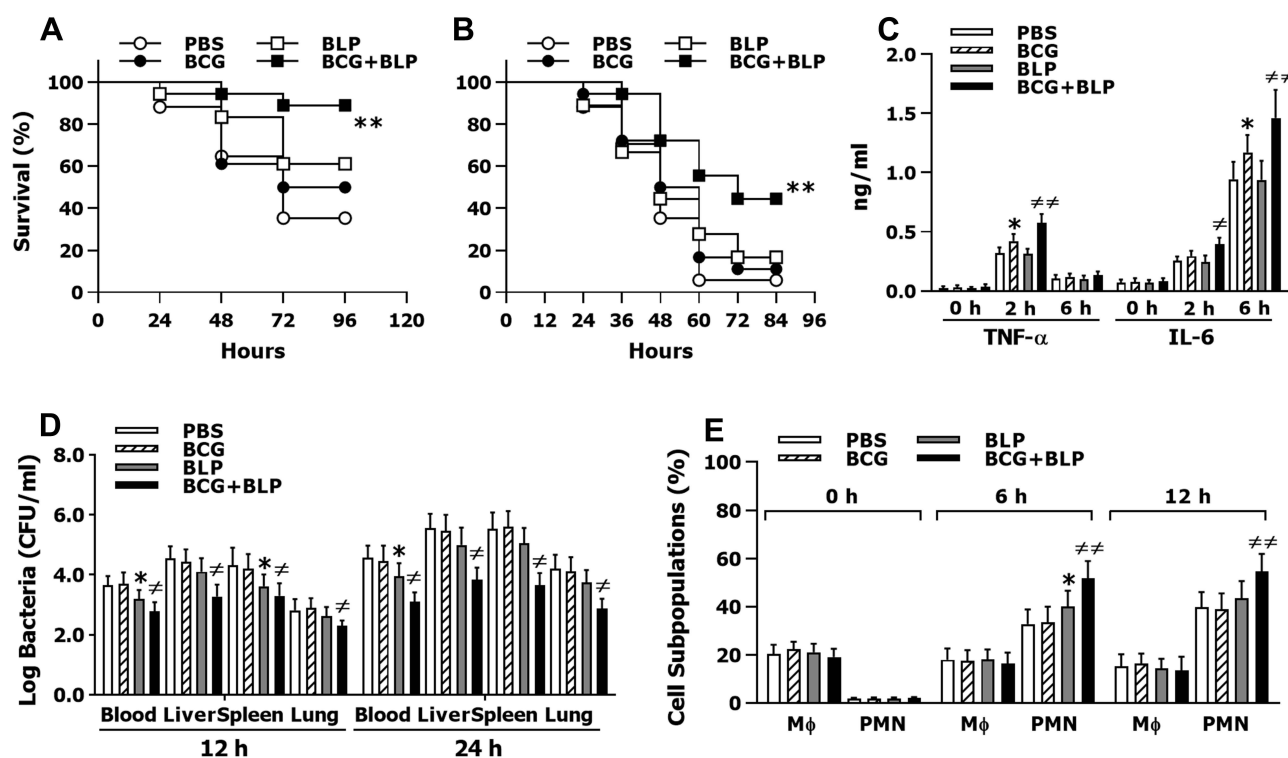 A
PBS
BCG
BLP
BCG+BLP
Survival (%)
100
80
60
40
20
0
**
0 24 48 72 96 120
Hours
B
PBS
BCG
BLP
BCG+BLP
100
80
60
40
20
0
**
0 12 24 36 48 60 72 84 96
Hours
C
PBS
BCG
BLP
BCG+BLP
ng/ml
2.0
1.5
1.0
0.5
0.0
* ≠≠ ≠ * ≠≠
0 h 2 h 6 h 0 h 2 h 6 h
TNF-α IL-6
D
PBS
BCG
BLP
BCG+BLP
Log Bacteria (CFU/ml)
8.0
6.0
4.0
2.0
0.0
* ≠ ≠ * ≠ ≠ * ≠ ≠ ≠ ≠
Blood Liver Spleen Lung Blood Liver Spleen Lung
12 h 24 h
E
PBS
BCG
BLP
BCG+BLP
Cell Subpopulations (%)
100
80
60
40
20
0
0 h 6 h 12 h
* ≠≠ ≠≠
Mϕ PMN Mϕ PMN Mϕ PMN